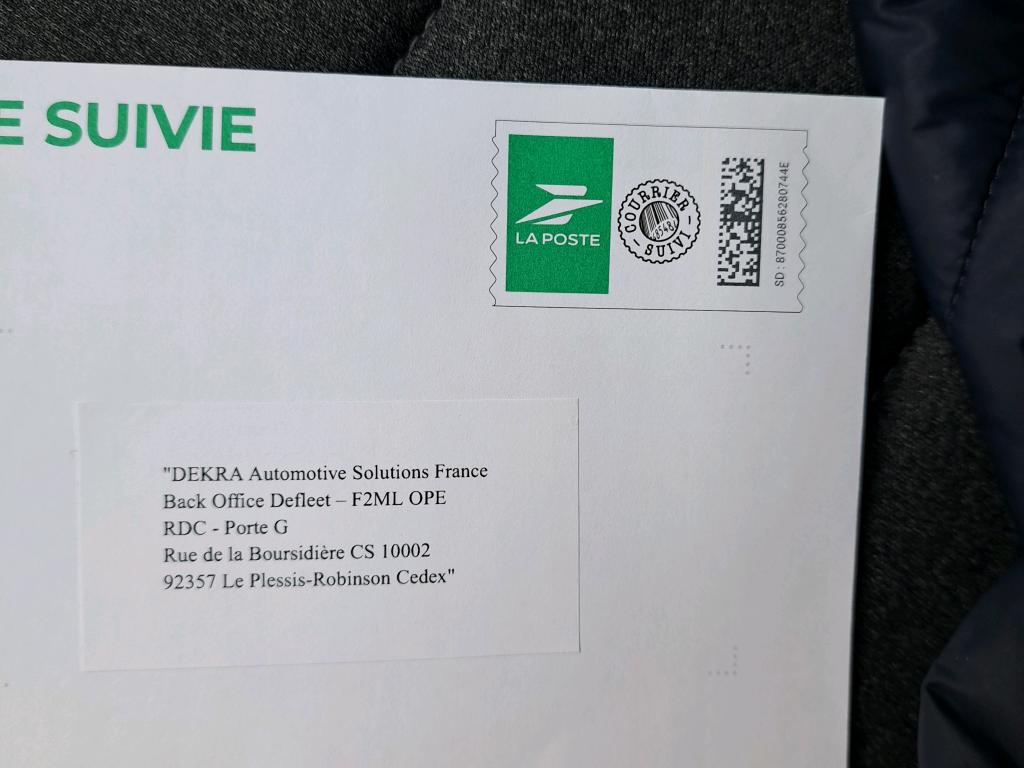 E SUIVIE
LA POSTE
COURRIER
SUIVI
SD : 87000856280744E
"DEKRA Automotive Solutions France
Back Office Defleet – F2ML OPE
RDC - Porte G
Rue de la Boursidière CS 10002
92357 Le Plessis-Robinson Cedex"